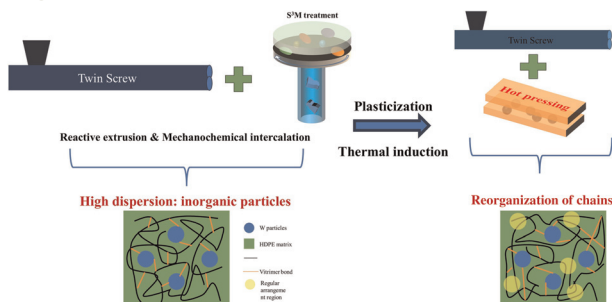 S³M treatment
Twin Screw
Twin Screw
Hot pressing
Plasticization
Reactive extrusion & Mechanochemical intercalation
Thermal induction
High dispersion: inorganic particles
Reorganization of chains
W particles
HDPE matrix
Vitrimer bond
Regular
arrangeme
nt region